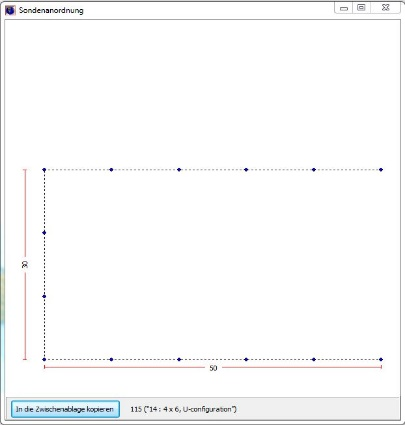 Sondenanordnung
30
50
In die Zwischenablage kopieren 115 ("14 : 4 x 6, U-configuration")